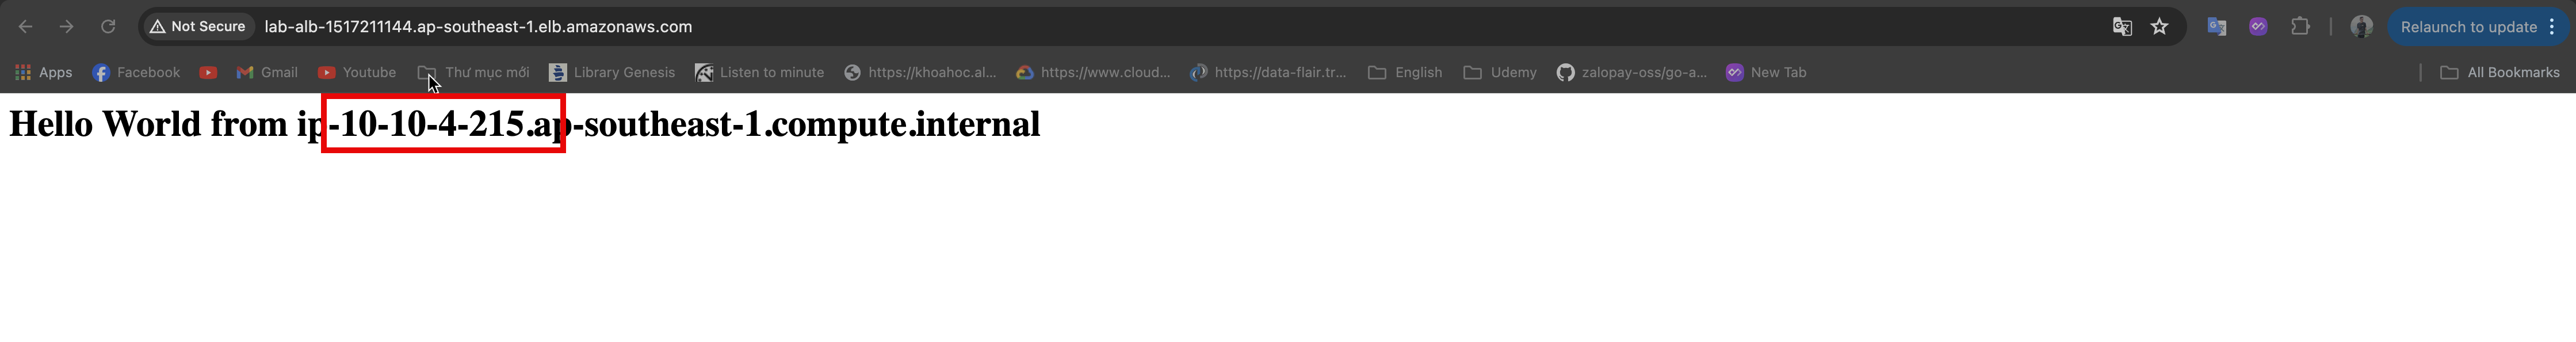 Not Secure lab-alb-1517211144.ap-southeast-1.elb.amazonaws.com Relaunch to update
Apps Facebook Gmail Youtube Thư mục mới Library Genesis Listen to minute https://khoahoc.al... https://www.cloud... https://data-flair.tr... English Udemy zalopay-oss/go-a... New Tab All Bookmarks
Hello World from ip-10-10-4-215.ap-southeast-1.compute.internal